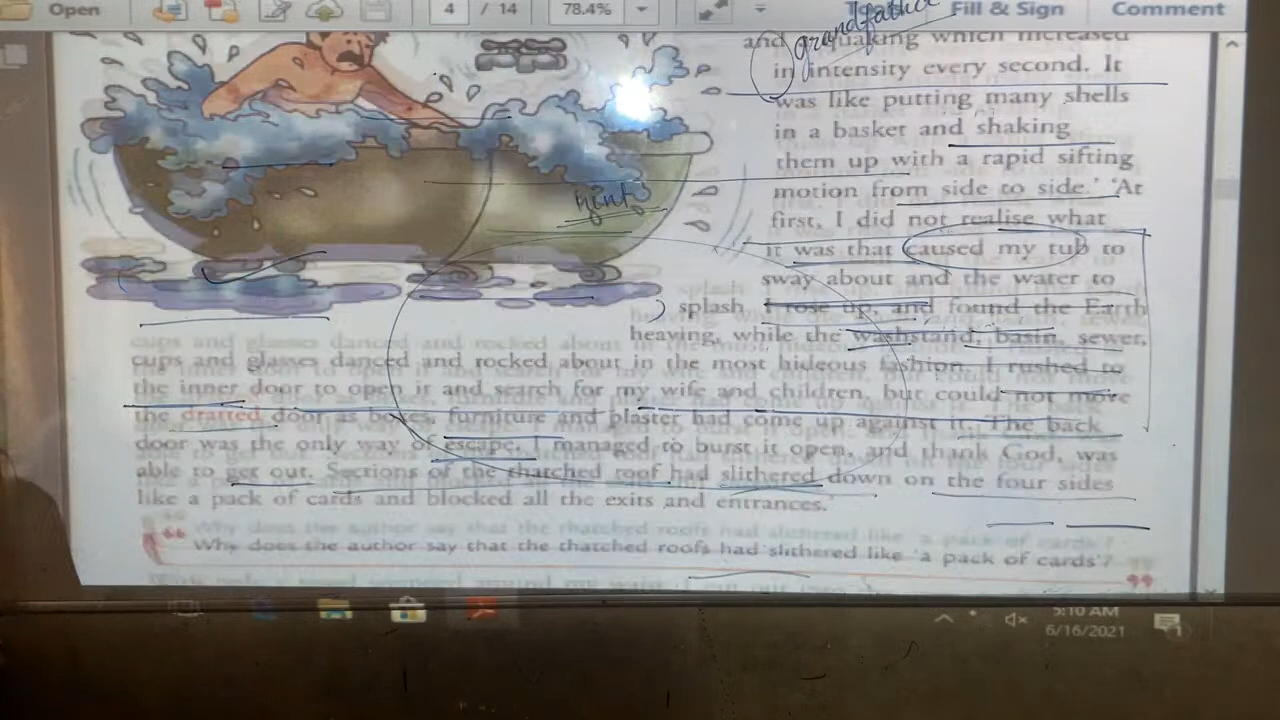 Open
4 / 14
78.4%
Fill & Sign
Comment
grandfather
and quaking which increased
in intensity every second. It
was like putting many shells
in a basket and shaking
them up with a rapid sifting
motion from side to side.' 'At
first, I did not realise what
it was that caused my tub to
sway about and the water to
splash I rose up, and found the Earth
heaving, while the washstand, basin, sewer,
cups and glasses danced and rocked about in the most hideous fashion. I rushed to
the inner door to open it and search for my wife and children, but could not move
the dratted door as boxes, furniture and plaster had come up against it. The back
door was the only way of escape. I managed to burst it open, and thank God, was
able to get out. Sections of the thatched roof had slithered down on the four sides
like a pack of cards and blocked all the exits and entrances.'
“ Why does the author say that the thatched roofs had slithered like 'a pack of cards'?
”
9:10 AM
6/16/2021